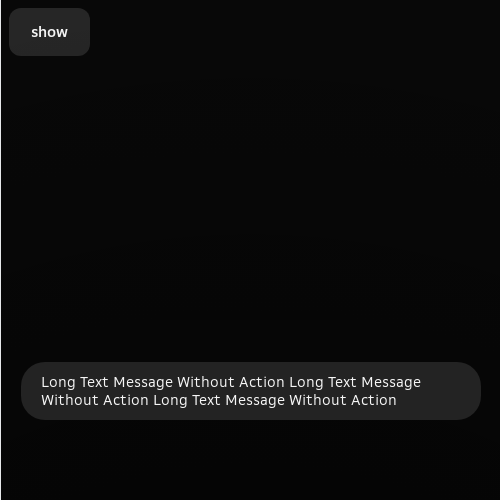 show
Long Text Message Without Action Long Text Message
Without Action Long Text Message Without Action